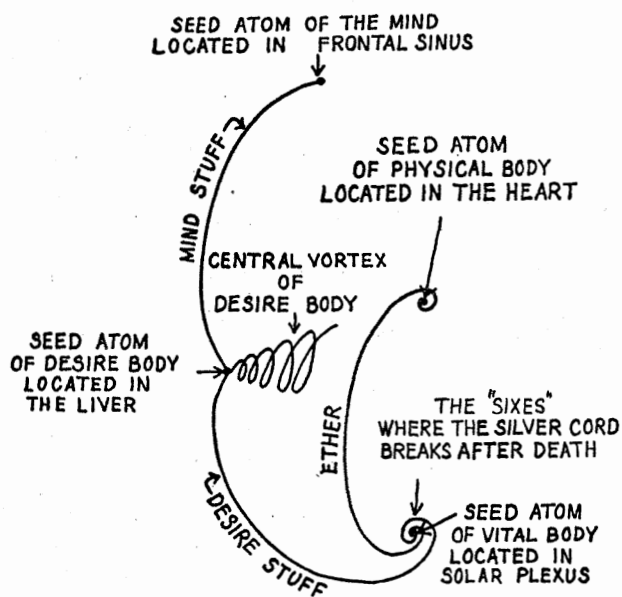 SEED ATOM OF THE MIND
LOCATED IN FRONTAL SINUS
MIND STUFF
SEED ATOM
OF PHYSICAL BODY
LOCATED IN THE HEART
CENTRAL VORTEX
OF
DESIRE BODY
SEED ATOM
OF DESIRE BODY
LOCATED IN
THE LIVER
ETHER
THE "SIXES"
WHERE THE SILVER CORD
BREAKS AFTER DEATH
DESIRE STUFF
SEED ATOM
OF VITAL BODY
LOCATED IN
SOLAR PLEXUS